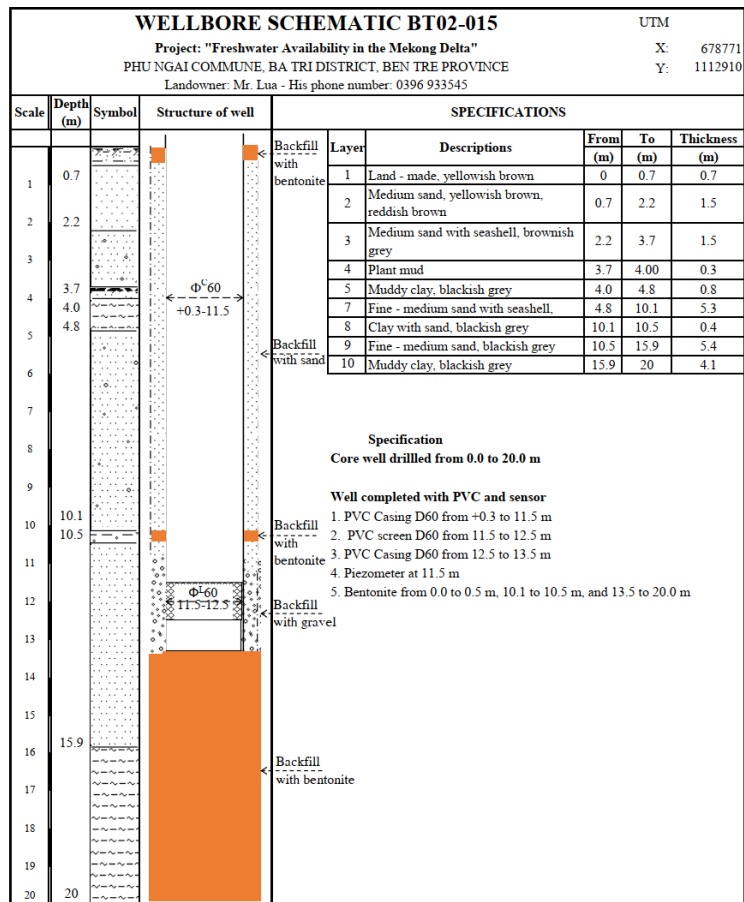 WELLBORE SCHEMATIC BT02-015
UTM
Project: "Freshwater Availability in the Mekong Delta"
X: 678771
PHU NGAI COMMUNE, BA TRI DISTRICT, BEN TRE PROVINCE
Y: 1112910
Landowner: Mr. Lua - His phone number: 0396 933545
Scale
Depth
(m)
Symbol
Structure of well
SPECIFICATIONS
Layer
Descriptions
From
(m)
To
(m)
Thickness
(m)
1 Land - made, yellowish brown 0 0.7 0.7
2 Medium sand, yellowish brown,
reddish brown 0.7 2.2 1.5
3 Medium sand with seashell, brownish
grey 2.2 3.7 1.5
4 Plant mud 3.7 4.00 0.3
5 Muddy clay, blackish grey 4.0 4.8 0.8
7 Fine - medium sand with seashell, 4.8 10.1 5.3
8 Clay with sand, blackish grey 10.1 10.5 0.4
9 Fine - medium sand, blackish grey 10.5 15.9 5.4
10 Muddy clay, blackish grey 15.9 20 4.1
Specification
Core well drillled from 0.0 to 20.0 m
Well completed with PVC and sensor
1. PVC Casing D60 from +0.3 to 11.5 m
2. PVC screen D60 from 11.5 to 12.5 m
3. PVC Casing D60 from 12.5 to 13.5 m
4. Piezometer at 11.5 m
5. Bentonite from 0.0 to 0.5 m, 10.1 to 10.5 m, and 13.5 to 20.0 m
1
2
3
4
5
6
7
8
9
10
11
12
13
14
15
16
17
18
19
20
0.7
2.2
3.7
4.0
4.8
10.1
10.5
15.9
20
Φᶜ60
+0.3-11.5
Φᴸ60
11.5-12.5
Backfill
with
bentonite
Backfill
with sand
Backfill
with
bentonite
Backfill
with gravel
Backfill
with bentonite